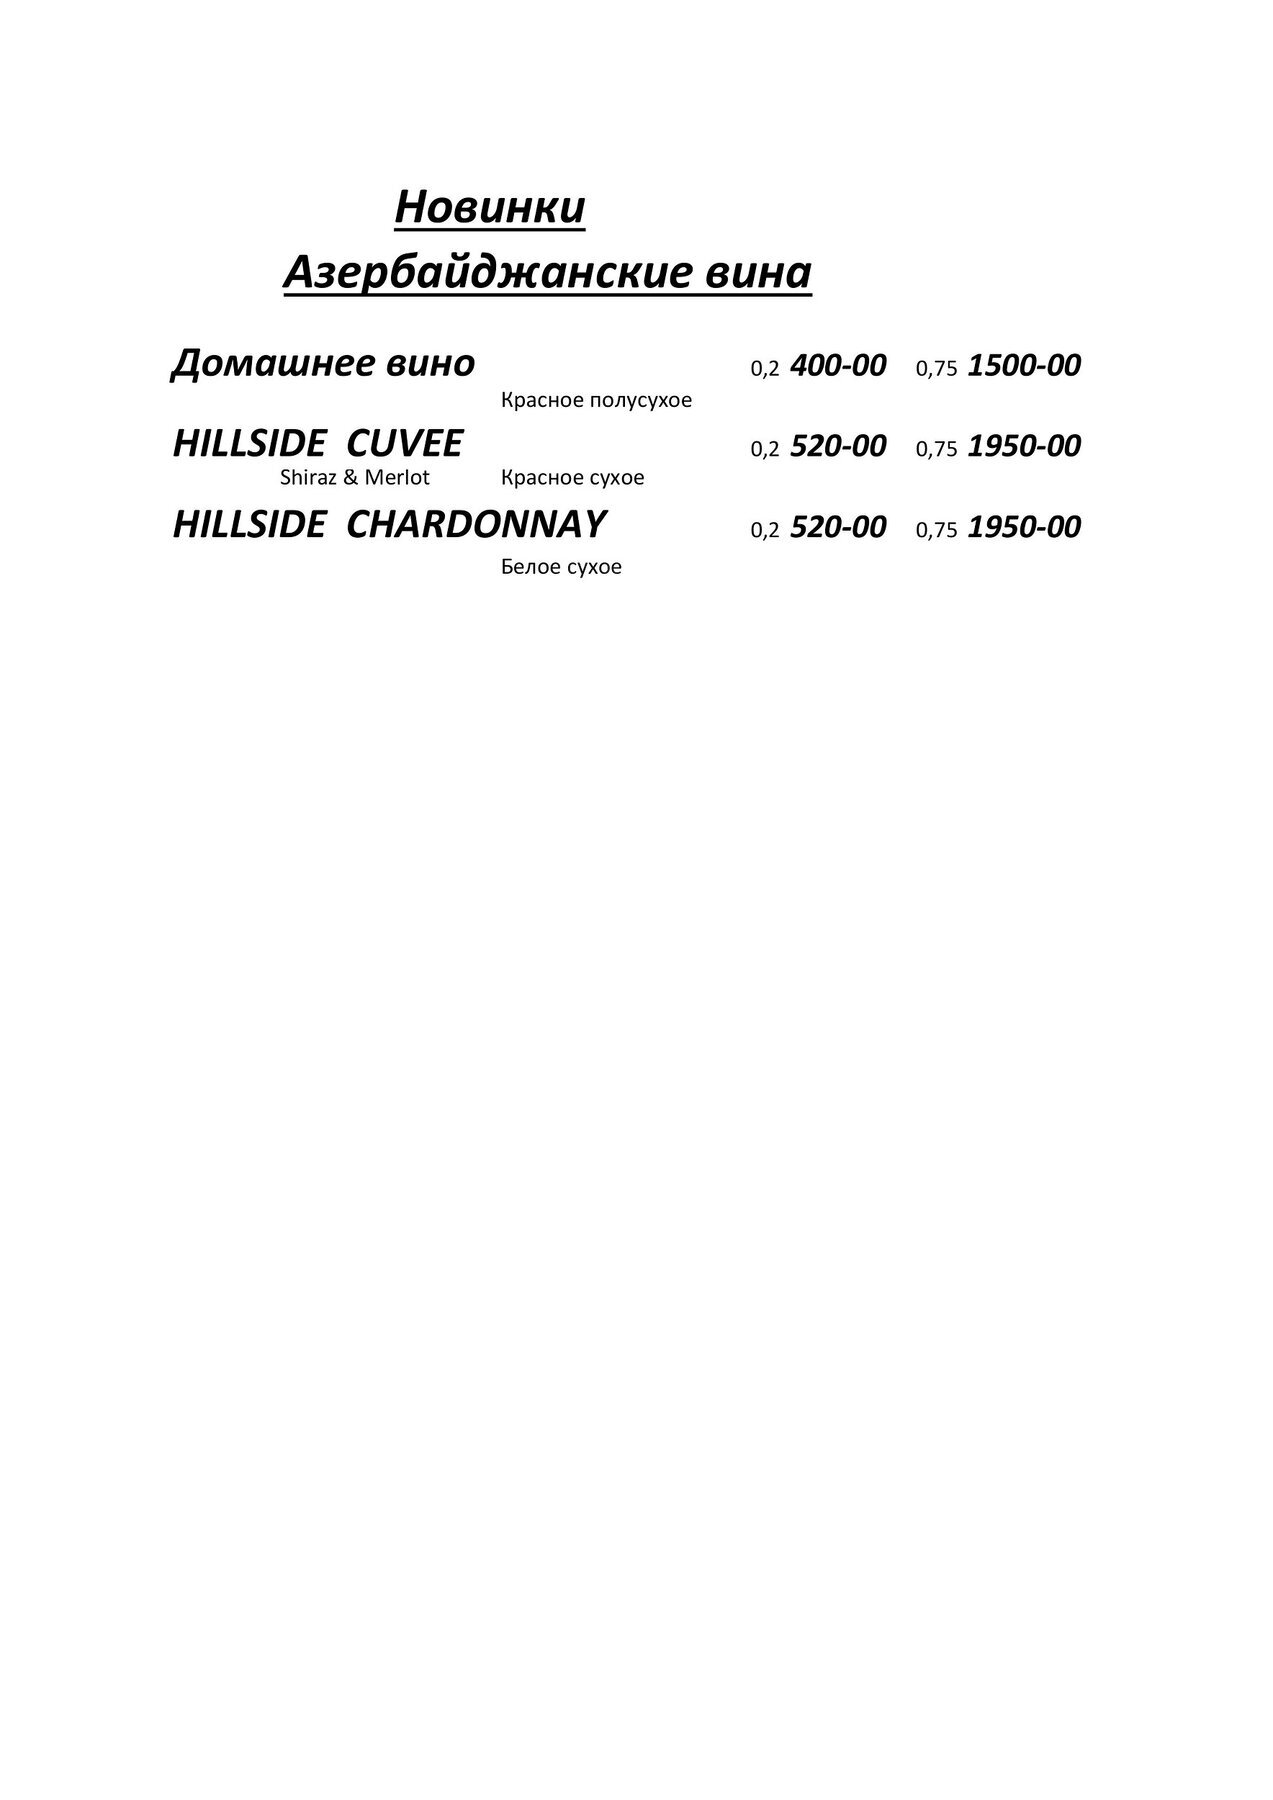 Новинки
Азербайджанские вина
Домашнее вино 0,2 400-00 0,75 1500-00
Красное полусухое
HILLSIDE CUVEE 0,2 520-00 0,75 1950-00
Shiraz & Merlot Красное сухое
HILLSIDE CHARDONNAY 0,2 520-00 0,75 1950-00
Белое сухое